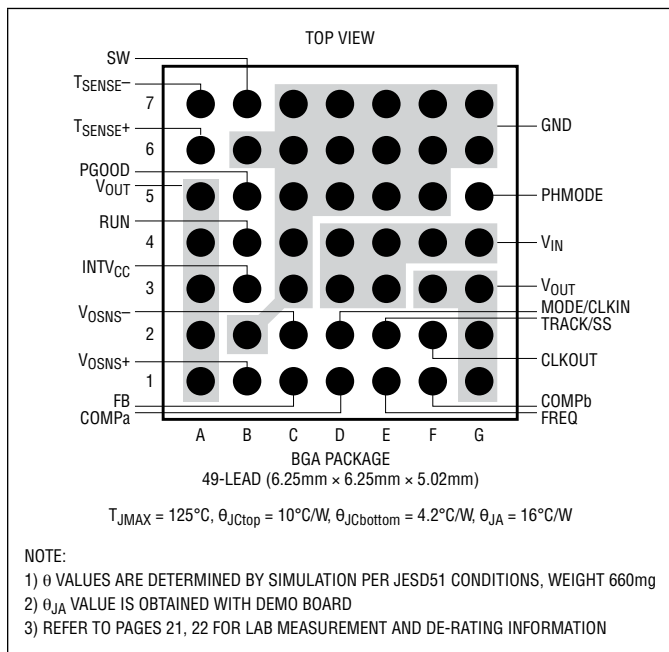 TOP VIEW
SW
TSENSE–
7
TSENSE+
6
GND
PGOOD
VOUT
5
PHMODE
RUN
4
VIN
INTVCC
3
VOUT
MODE/CLKIN
VOSNS–
TRACK/SS
2
CLKOUT
VOSNS+
1
FB
COMPb
COMPa
FREQ
A B C D E F G
BGA PACKAGE
49-LEAD (6.25mm × 6.25mm × 5.02mm)
TJMAX = 125°C, θJCtop = 10°C/W, θJCbottom = 4.2°C/W, θJA = 16°C/W
NOTE:
1) θ VALUES ARE DETERMINED BY SIMULATION PER JESD51 CONDITIONS, WEIGHT 660mg
2) θJA VALUE IS OBTAINED WITH DEMO BOARD
3) REFER TO PAGES 21, 22 FOR LAB MEASUREMENT AND DE-RATING INFORMATION